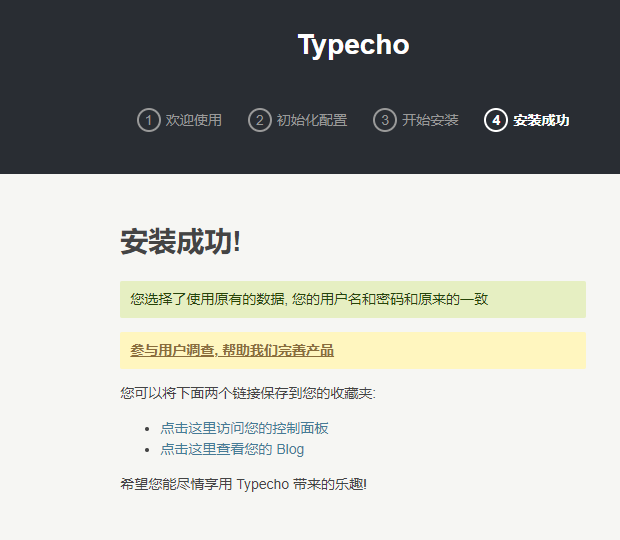 Typecho
1 欢迎使用 2 初始化配置 3 开始安装 4 安装成功
安装成功!
您选择了使用原有的数据, 您的用户名和密码和原来的一致
参与用户调查, 帮助我们完善产品
您可以将下面两个链接保存到您的收藏夹:
• 点击这里访问您的控制面板
• 点击这里查看您的 Blog
希望您能尽情享用 Typecho 带来的乐趣!